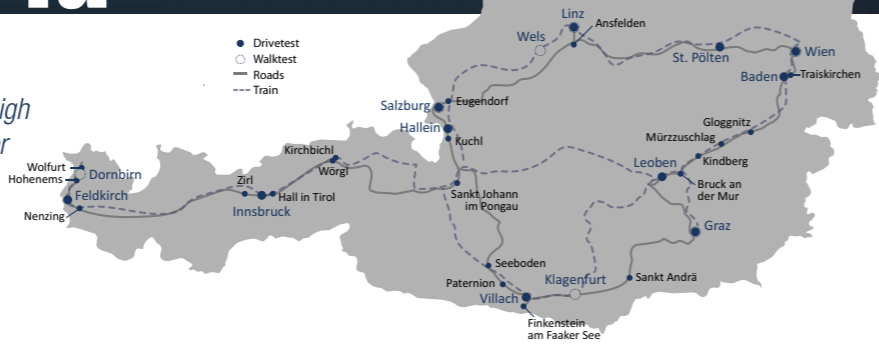 igh
r
Drivetest
Walktest
Roads
Train
Linz
Ansfelden
Wels
St. Pölten
Wien
Baden
Traiskirchen
Salzburg
Eugendorf
Hallein
Kuchl
Gloggnitz
Mürzzuschlag
Kindberg
Leoben
Bruck an
der Mur
Graz
Kirchbichl
Wörgl
Wolfurt
Dornbirn
Hohenems
Feldkirch
Nenzing
Zirl
Hall in Tirol
Innsbruck
Sankt Johann
im Pongau
Seeboden
Paternion
Klagenfurt
Sankt Andrä
Villach
Finkenstein
am Faaker See